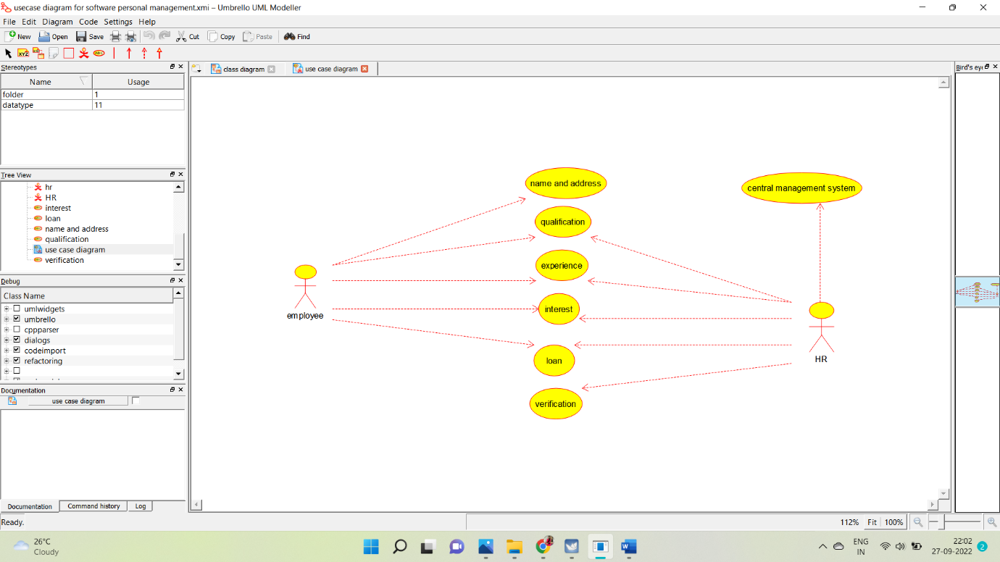 usecase diagram for software personal management.xmi – Umbrello UML Modeller
File Edit Diagram Code Settings Help
New Open Save Cut Copy Paste Find
XYZ ABC
Stereotypes
class diagram use case diagram
Bird's eye
Name Usage
folder 1
datatype 11
Tree View
hr
HR
interest
loan
name and address
qualification
use case diagram
verification
Debug
Class Name
umlwidgets
umbrello
cppparser
dialogs
codeimport
refactoring
Documentation
use case diagram
Documentation Command history Log
name and address
central management system
qualification
experience
employee
interest
HR
loan
verification
Ready.
112% Fit 100%
26°C
Cloudy
ENG
IN
22:02
27-09-2022
2